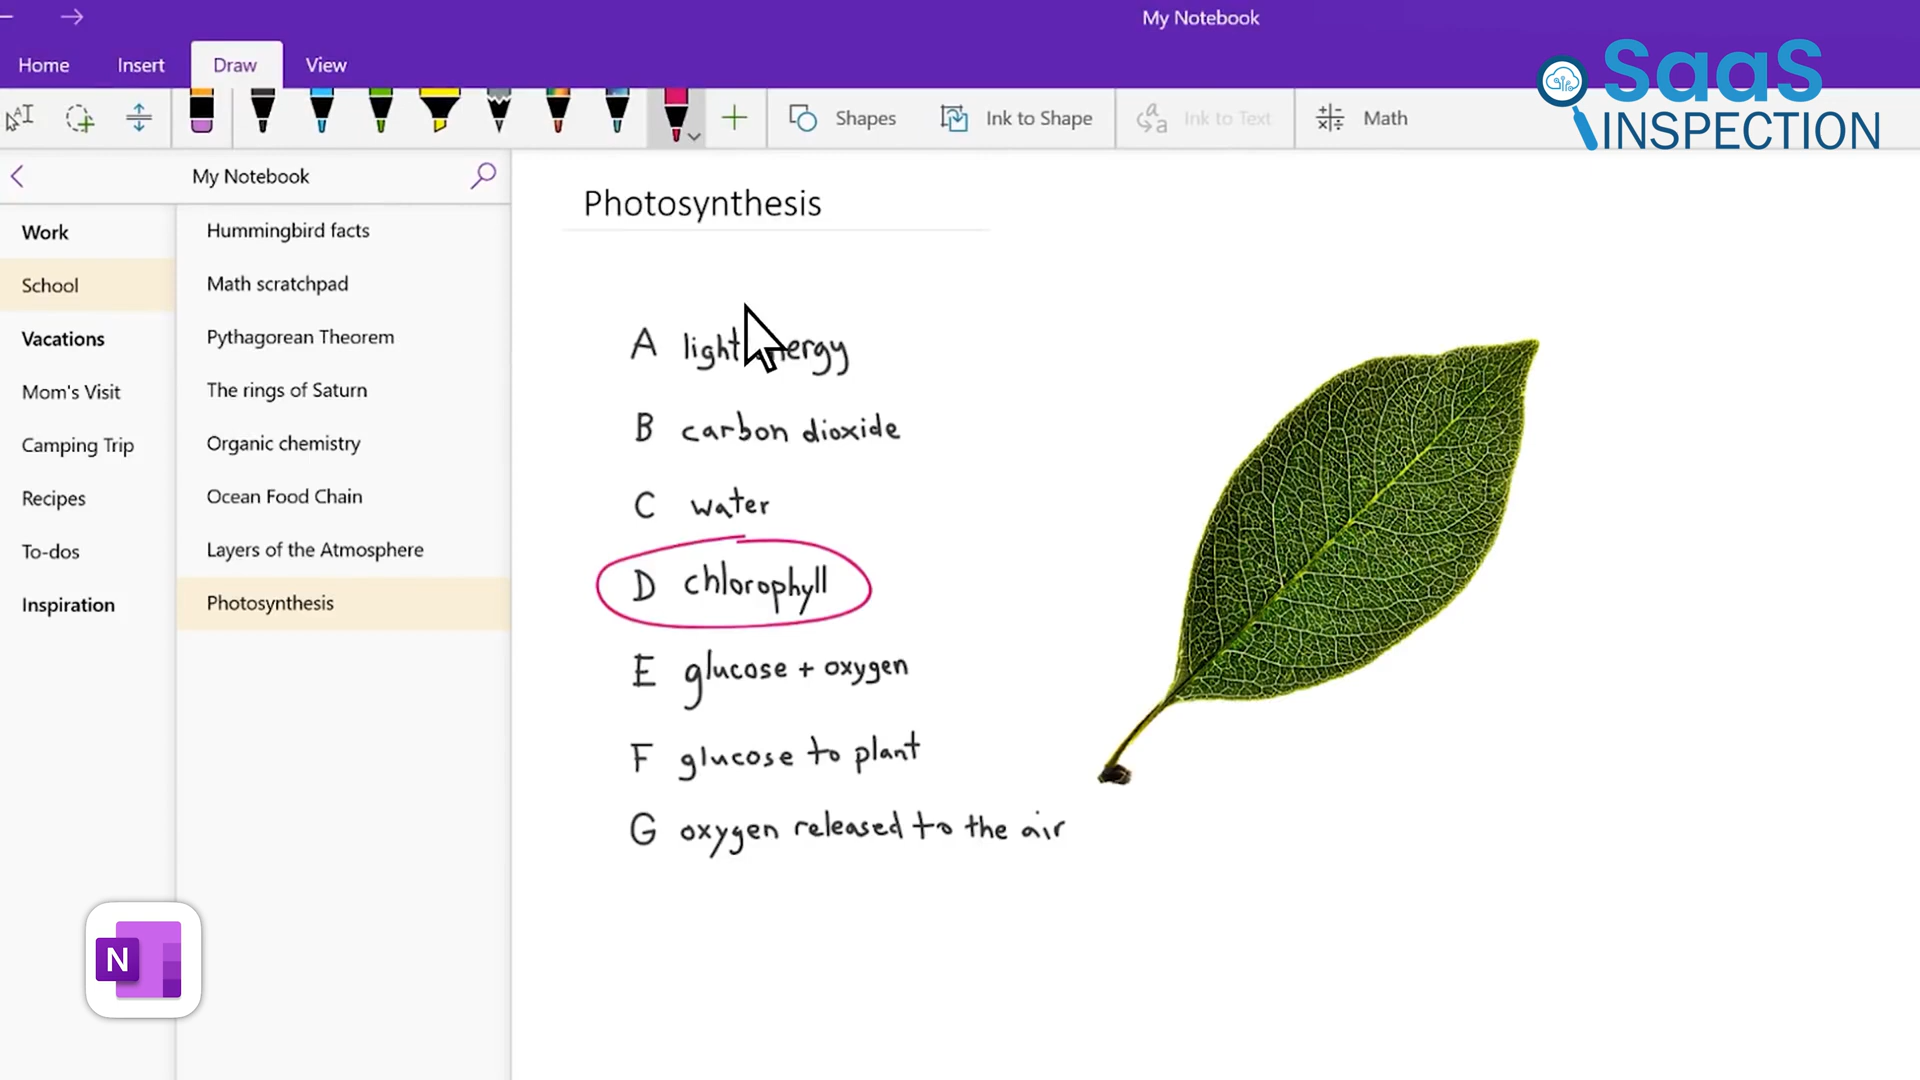 My Notebook
Home Insert Draw View
SaaS
INSPECTION
Shapes Ink to Shape Ink to Text Math
My Notebook
Work
School
Vacations
Mom's Visit
Camping Trip
Recipes
To-dos
Inspiration
Hummingbird facts
Math scratchpad
Pythagorean Theorem
The rings of Saturn
Organic chemistry
Ocean Food Chain
Layers of the Atmosphere
Photosynthesis
Photosynthesis
A light energy
B carbon dioxide
C water
D chlorophyll
E glucose + oxygen
F glucose to plant
G oxygen released to the air
N